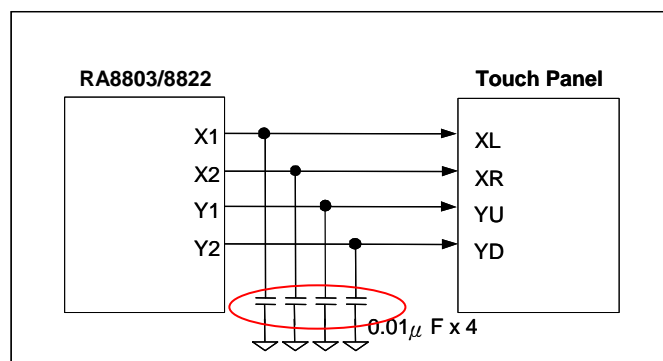 RA8803/8822
Touch Panel
X1
XL
X2
XR
Y1
YU
Y2
YD
0.01μ F x 4